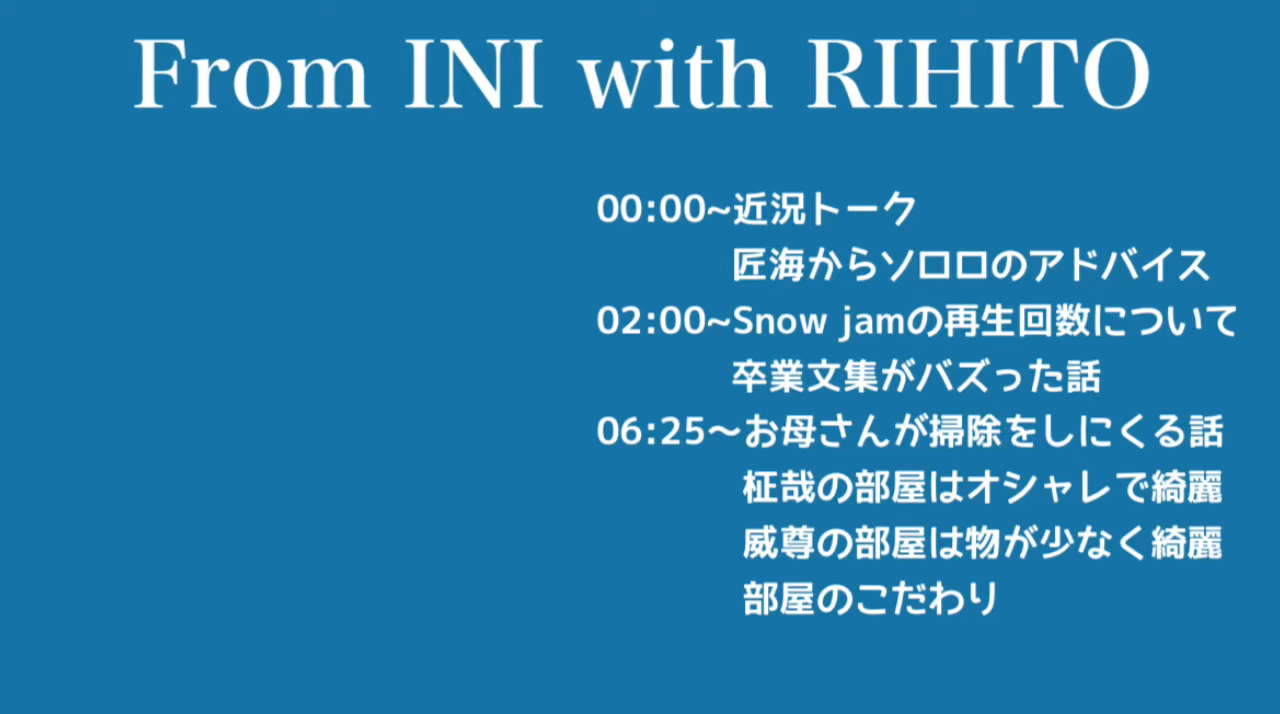 From INI with RIHITO
00:00~近況トーク
匠海からソロロのアドバイス
02:00~Snow jamの再生回数について
卒業文集がバズった話
06:25〜お母さんが掃除をしにくる話
柾哉の部屋はオシャレで綺麗
威尊の部屋は物が少なく綺麗
部屋のこだわり